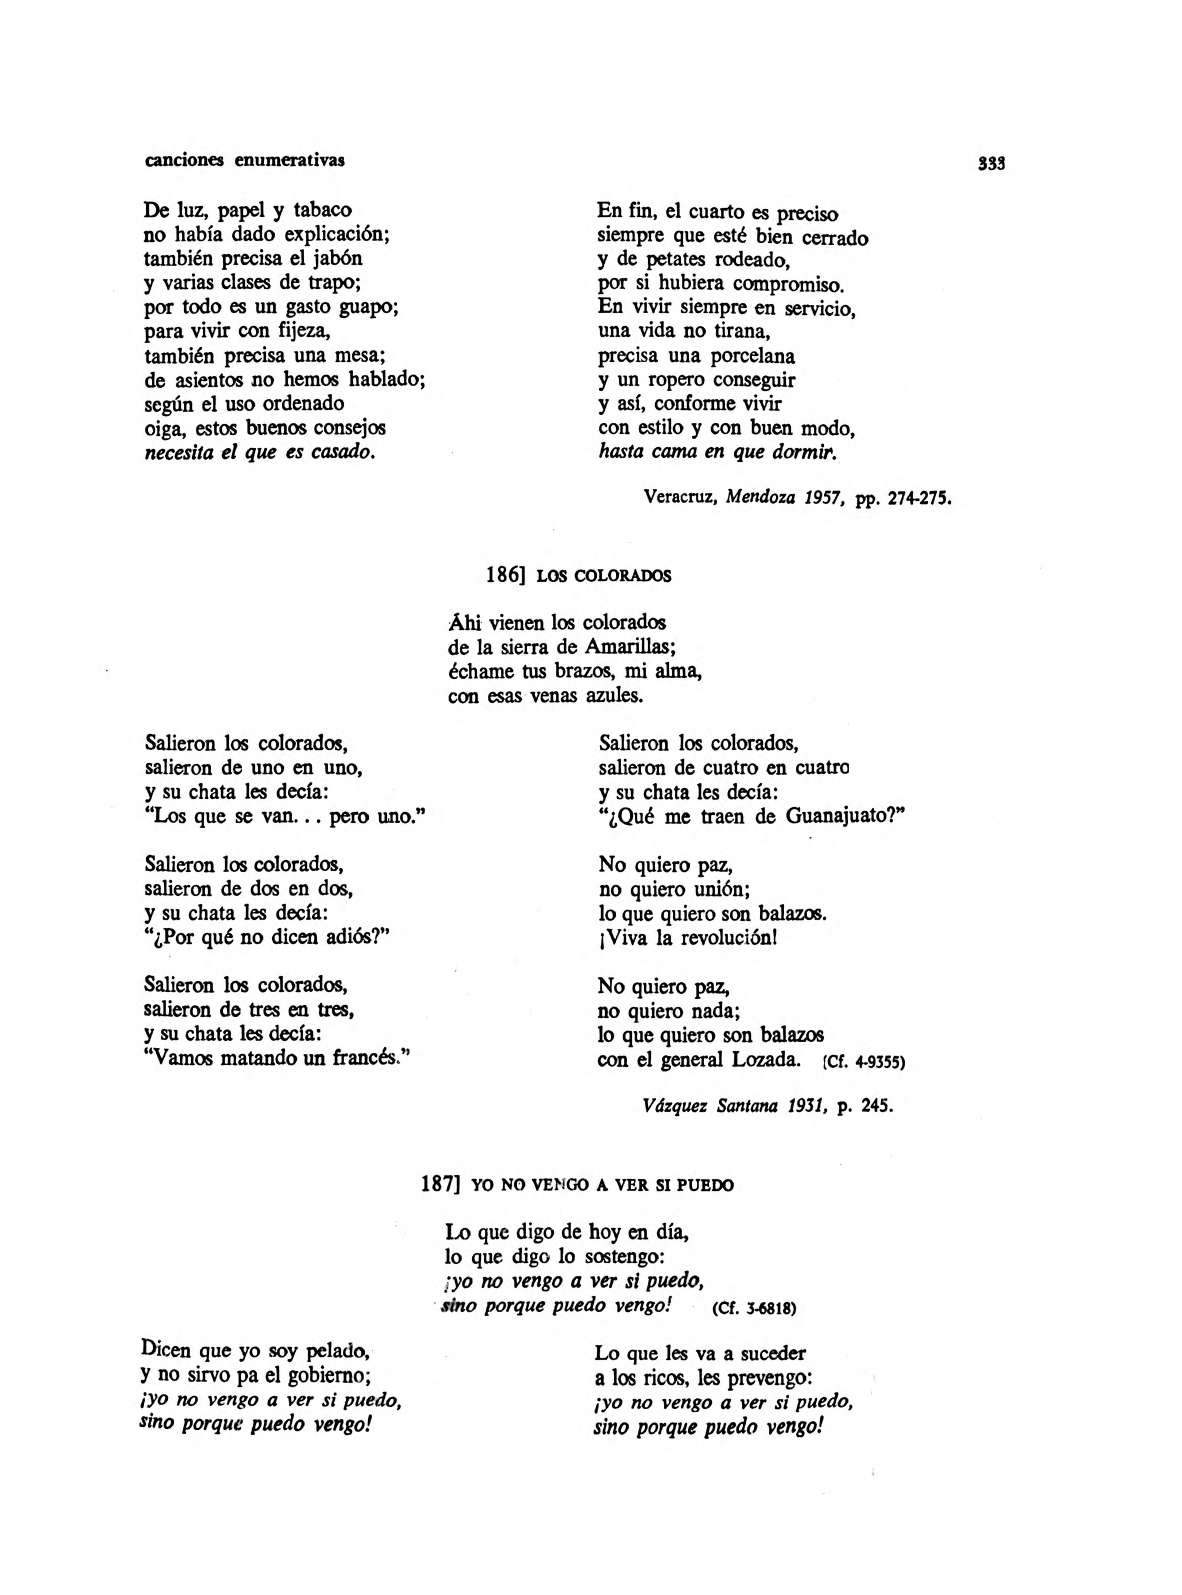 canciones enumerativas 333
De luz, papel y tabaco
no había dado explicación;
también precisa el jabón
y varias clases de trapo;
por todo es un gasto guapo;
para vivir con fijeza,
también precisa una mesa;
de asientos no hemos hablado;
según el uso ordenado
oiga, estos buenos consejos
necesita el que es casado.
En fin, el cuarto es preciso
siempre que esté bien cerrado
y de petates rodeado,
por si hubiera compromiso.
En vivir siempre en servicio,
una vida no tirana,
precisa una porcelana
y un ropero conseguir
y así, conforme vivir
con estilo y con buen modo,
hasta cama en que dormir.
Veracruz, Mendoza 1957, pp. 274-275.
186] LOS COLORADOS
Áhi vienen los colorados
de la sierra de Amarillas;
échame tus brazos, mi alma,
con esas venas azules.
Salieron los colorados,
salieron de uno en uno,
y su chata les decía:
“Los que se van. . . pero uno.”
Salieron los colorados,
salieron de dos en dos,
y su chata les decía:
“¿Por qué no dicen adiós?”
Salieron los colorados,
salieron de tres en tres,
y su chata les decía:
“Vamos matando un francés.”
Salieron los colorados,
salieron de cuatro en cuatro
y su chata les decía:
“¿Qué me traen de Guanajuato?”
No quiero paz,
no quiero unión;
lo que quiero son balazos.
¡Viva la revolución!
No quiero paz,
no quiero nada;
lo que quiero son balazos
con el general Lozada. (Cf. 4-9355)
Vázquez Santana 1931, p. 245.
187] YO NO VENGO A VER SI PUEDO
Lo que digo de hoy en día,
lo que digo lo sostengo:
¡yo no vengo a ver si puedo,
sino porque puedo vengo! (Cf. 3-6818)
Dicen que yo soy pelado,
y no sirvo pa el gobierno;
¡yo no vengo a ver si puedo,
sino porque puedo vengo!
Lo que les va a suceder
a los ricos, les prevengo:
¡yo no vengo a ver si puedo,
sino porque puedo vengo!